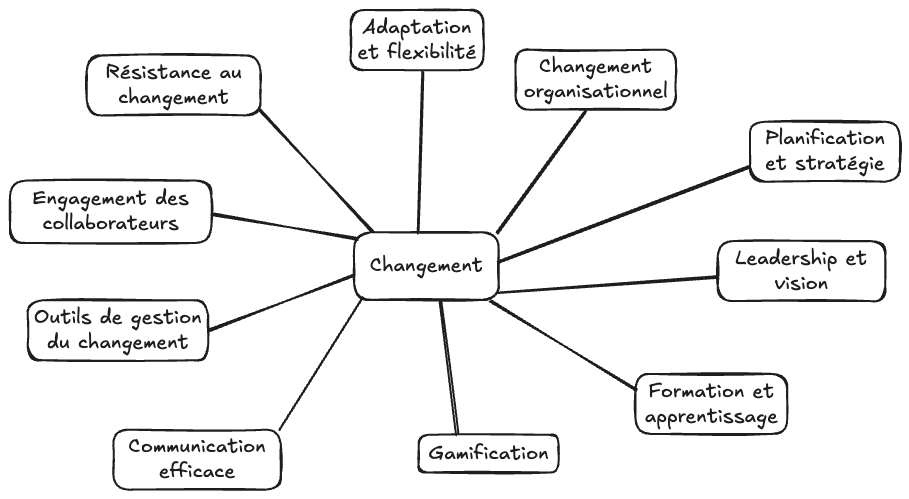 Adaptation
et flexibilité
Changement
organisationnel
Résistance au
changement
Planification
et stratégie
Engagement des
collaborateurs
Changement
Leadership et
vision
Outils de gestion
du changement
Formation et
apprentissage
Communication
efficace
Gamification